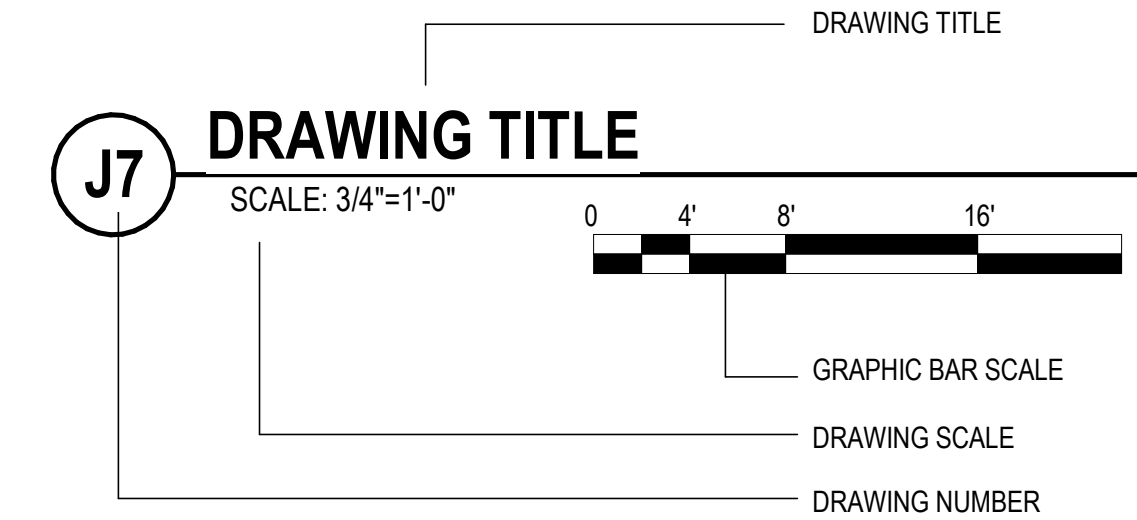 DRAWING TITLE
DRAWING TITLE
J7
SCALE: 3/4"=1'-0"
0 4' 8' 16'
GRAPHIC BAR SCALE
DRAWING SCALE
DRAWING NUMBER